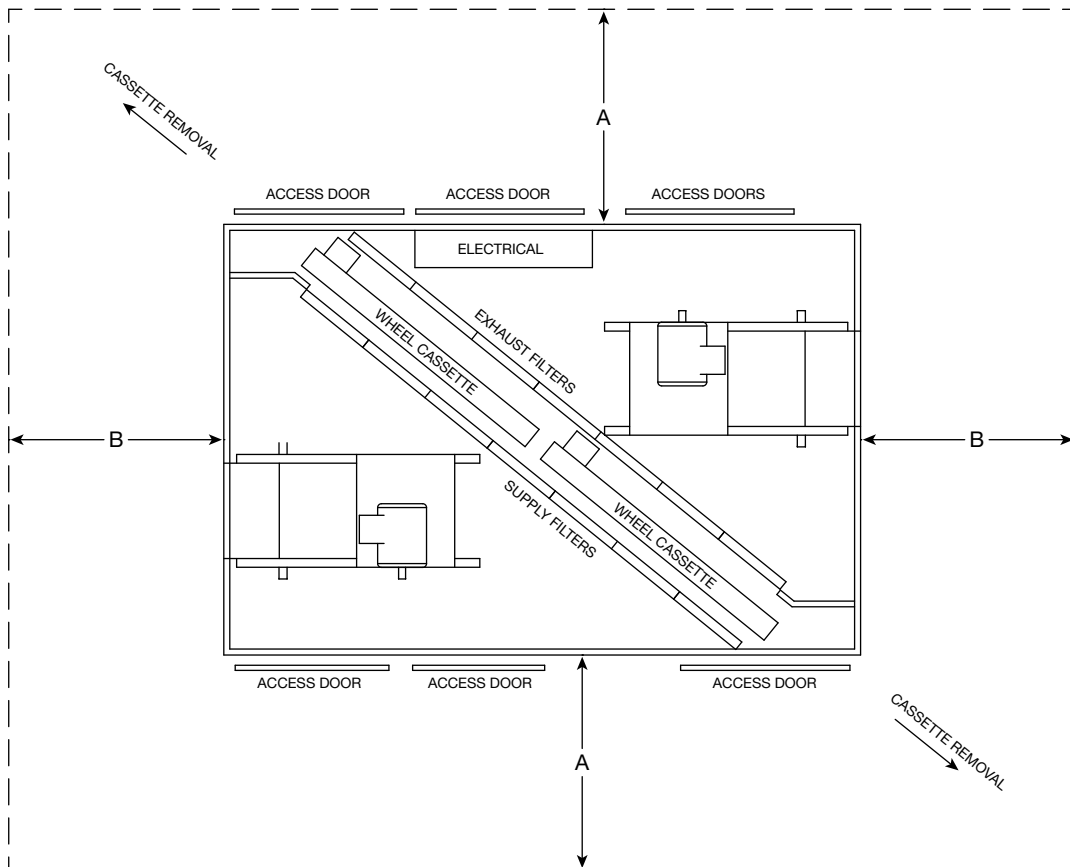 CASSETTE REMOVAL
A
ACCESS DOOR
ACCESS DOOR
ACCESS DOORS
ELECTRICAL
EXHAUST FILTERS
WHEEL CASSETTE
B
B
SUPPLY FILTERS
WHEEL CASSETTE
ACCESS DOOR
ACCESS DOOR
ACCESS DOOR
CASSETTE REMOVAL
A